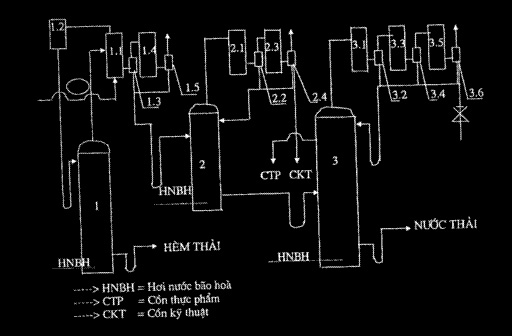 1.2
1.1
1.4
1.3
1.5
2.1
2.3
2.2
2.4
3.1
3.3
3.5
3.2
3.4
3.6
1
2
3
HNBH
CTP
CKT
HNBH
HNBH
HÈM THẢI
NƯỚC THẢI
-----> HNBH = Hơi nước bão hoà
-----> CTP = Cồn thực phẩm
-----> CKT = Cồn kỹ thuật